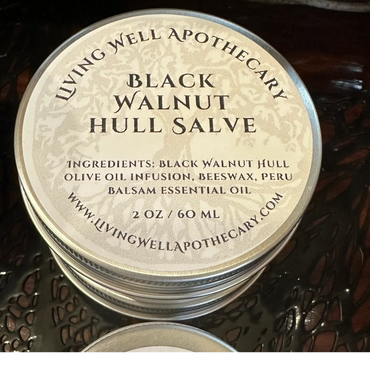 Living Well Apothecary
Black
Walnut
Hull Salve
Ingredients: Black Walnut Hull
Olive Oil Infusion, Beeswax, Peru
Balsam Essential Oil
2 oz / 60 ml
www.LivingWellApothecary.com